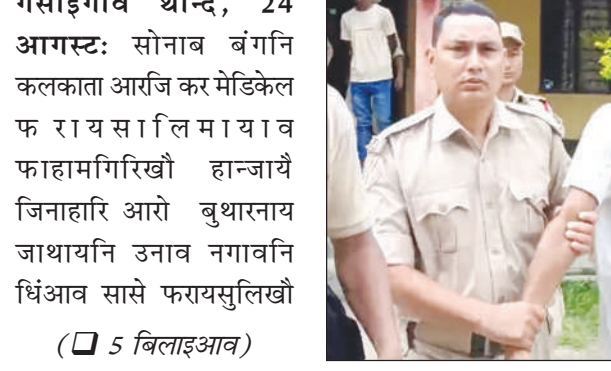 गसाइगाव थान्दै, 24
आगस्ट: सोनाब बंगनि
कलकाता आरजि कर मेडिकेल
फरायसालिमायाव
फाहामगिरिखौ हान्जायै
जिनाहारि आरो बुथारनाय
जाथायनि उनाव नगावनि
धिंआव सासे फरायसुलिखौ
(❑ 5 बिलाइआव)